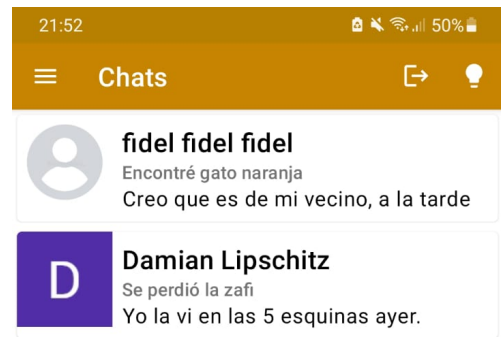 21:52 50%
Chats
fidel fidel fidel
Encontré gato naranja
Creo que es de mi vecino, a la tarde
D
Damian Lipschitz
Se perdió la zafi
Yo la vi en las 5 esquinas ayer.